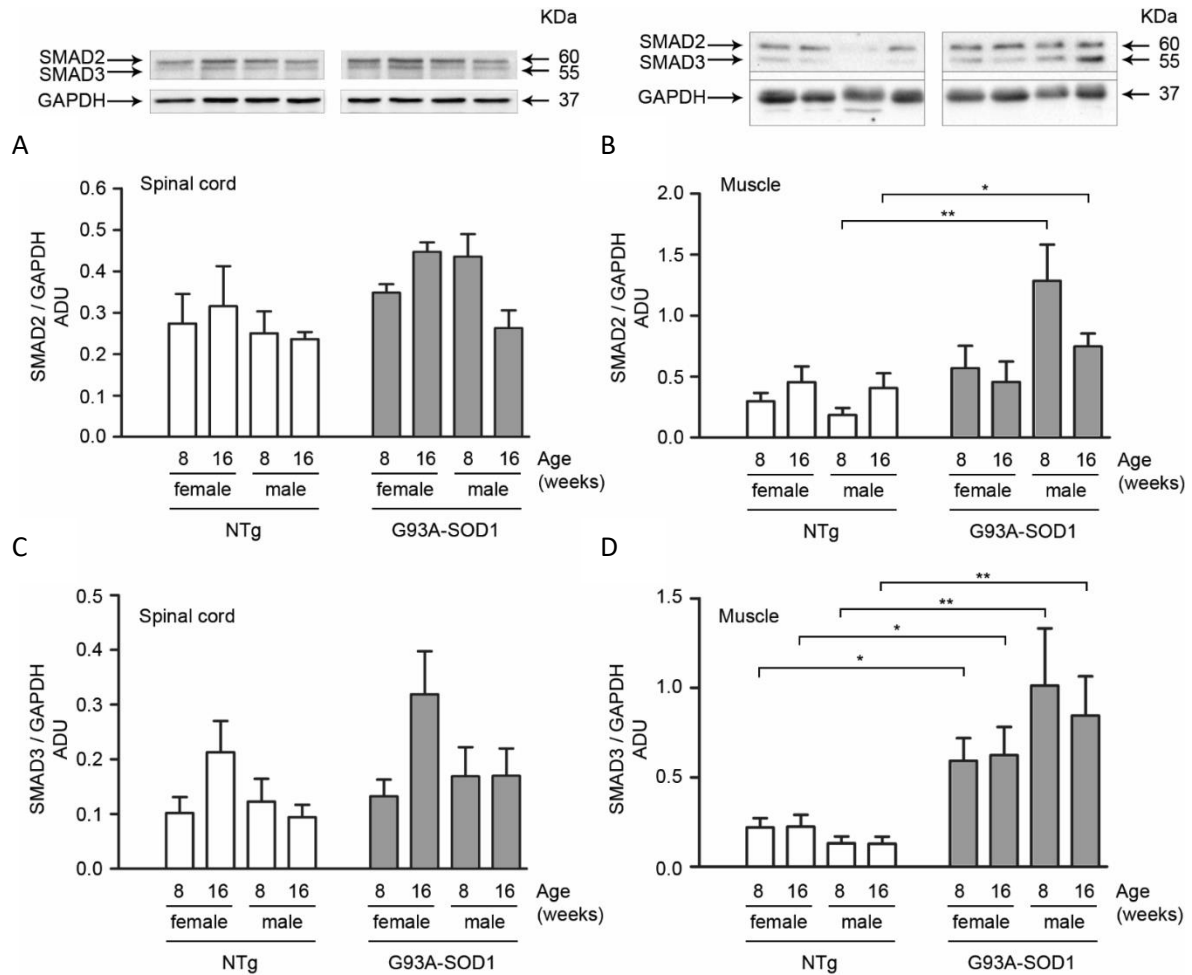 KDa
SMAD2
60
SMAD3
55
GAPDH
37
KDa
SMAD2
60
SMAD3
55
GAPDH
37
A
Spinal cord
SMAD2 / GAPDH
ADU
0.6
0.5
0.4
0.3
0.2
0.1
0.0
8 16 8 16 8 16 8 16 Age
female male female male (weeks)
NTg G93A-SOD1
B
Muscle
SMAD2 / GAPDH
ADU
2.0
1.5
1.0
0.5
0.0
*
**
8 16 8 16 8 16 8 16 Age
female male female male (weeks)
NTg G93A-SOD1
C
Spinal cord
SMAD3 / GAPDH
ADU
0.5
0.4
0.3
0.2
0.1
0.0
8 16 8 16 8 16 8 16 Age
female male female male (weeks)
NTg G93A-SOD1
D
Muscle
SMAD3 / GAPDH
ADU
1.5
1.0
0.5
0.0
**
**
*
*
8 16 8 16 8 16 8 16 Age
female male female male (weeks)
NTg G93A-SOD1